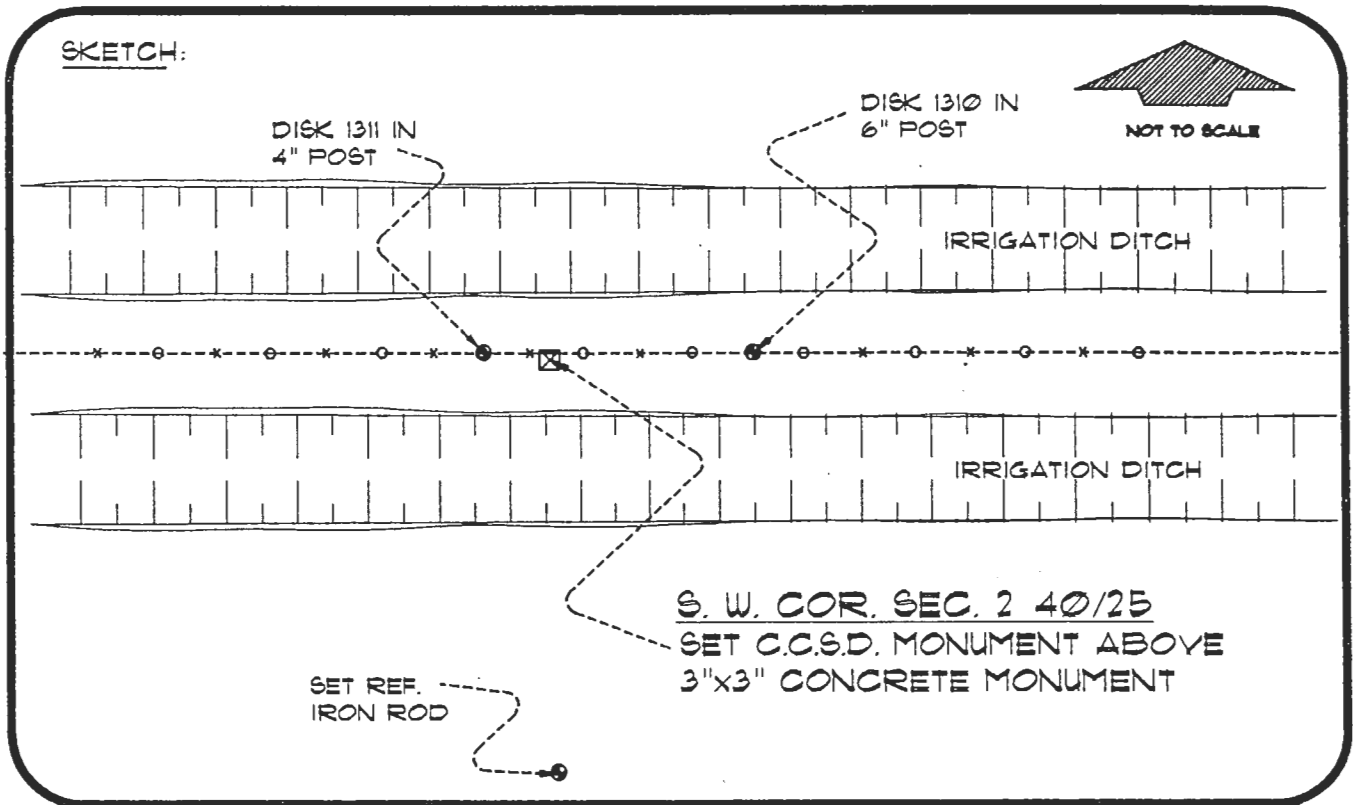 SKETCH:
NOT TO SCALE
DISK 1311 IN
4" POST
DISK 1310 IN
6" POST
IRRIGATION DITCH
IRRIGATION DITCH
S. W. COR. SEC. 2 40/25
SET C.C.S.D. MONUMENT ABOVE
3"x3" CONCRETE MONUMENT
SET REF.
IRON ROD